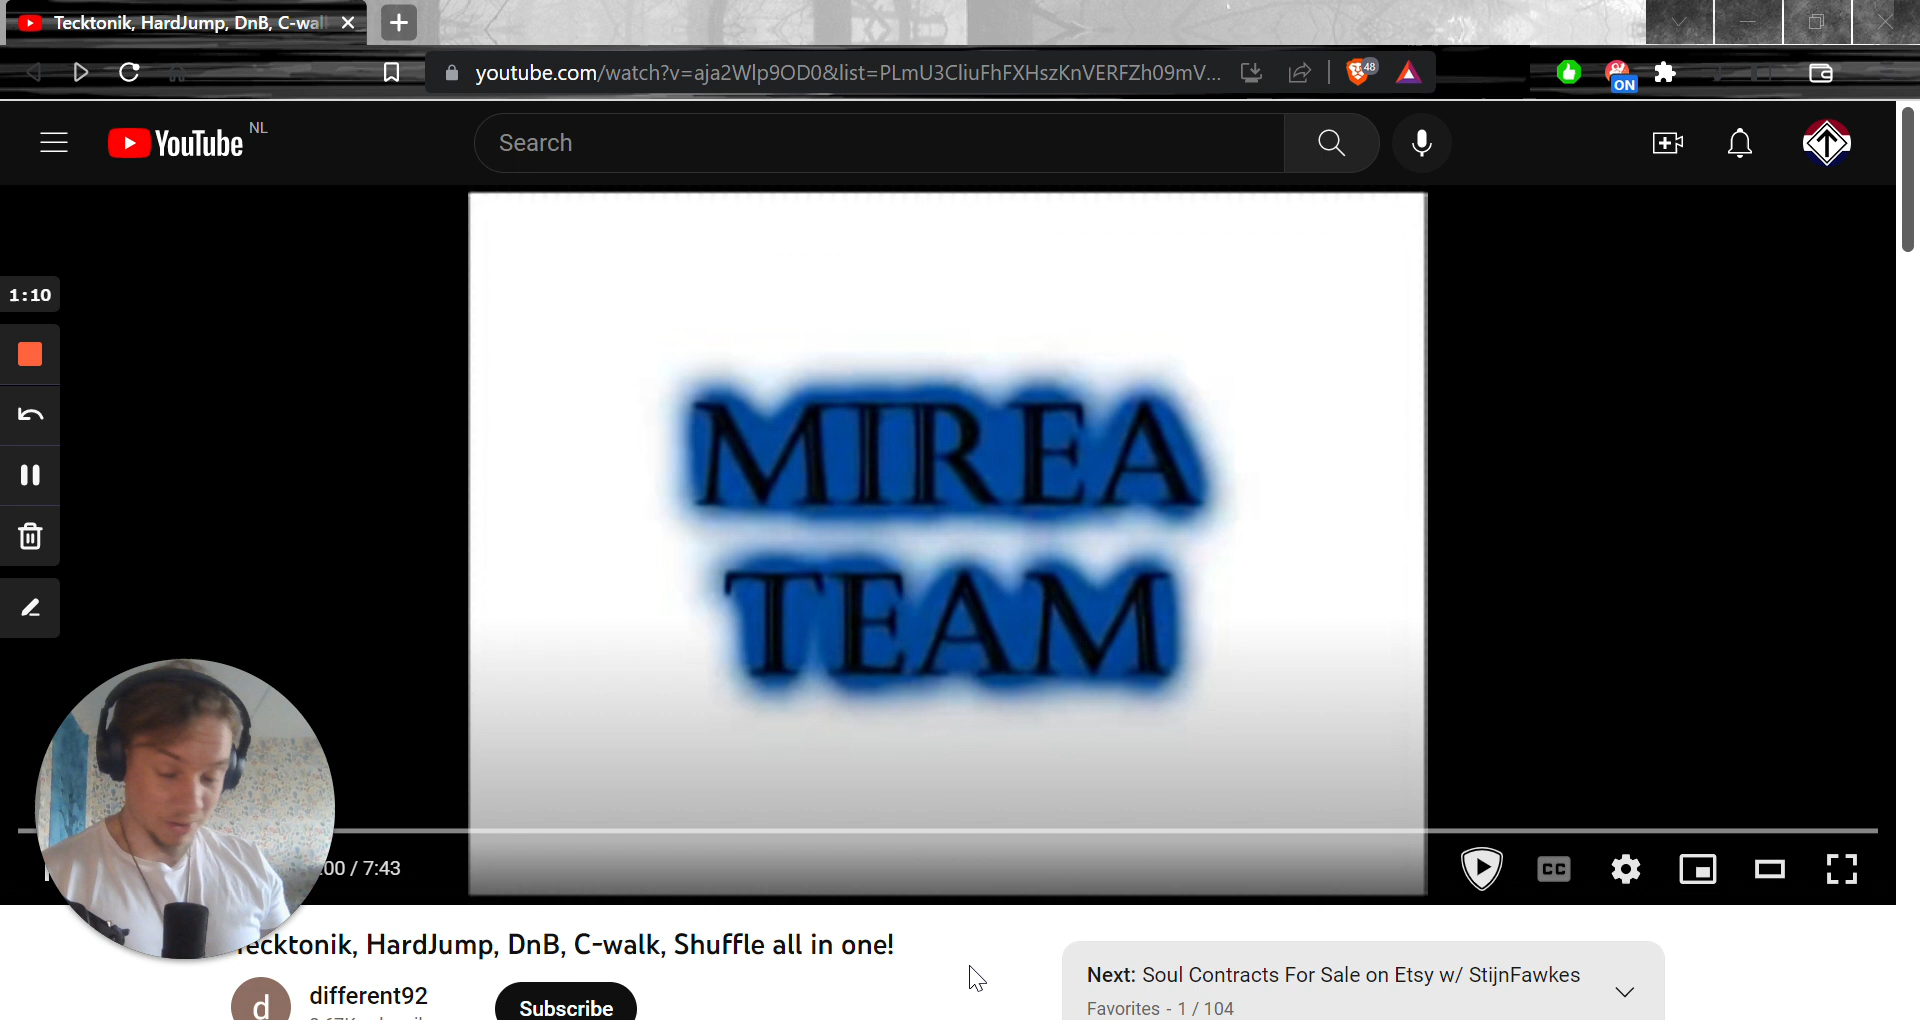 Tecktonik, HardJump, DnB, C-wal
youtube.com/watch?v=aja2Wlp9OD0&list=PLmU3CliuFhFXHszKnVERFZh09mV...
48
ON
YouTube NL
Search
1:10
MIREA
TEAM
:00 / 7:43
CC
Tecktonik, HardJump, DnB, C-walk, Shuffle all in one!
d
different92
Subscribe
Next: Soul Contracts For Sale on Etsy w/ StijnFawkes
Favorites - 1 / 104